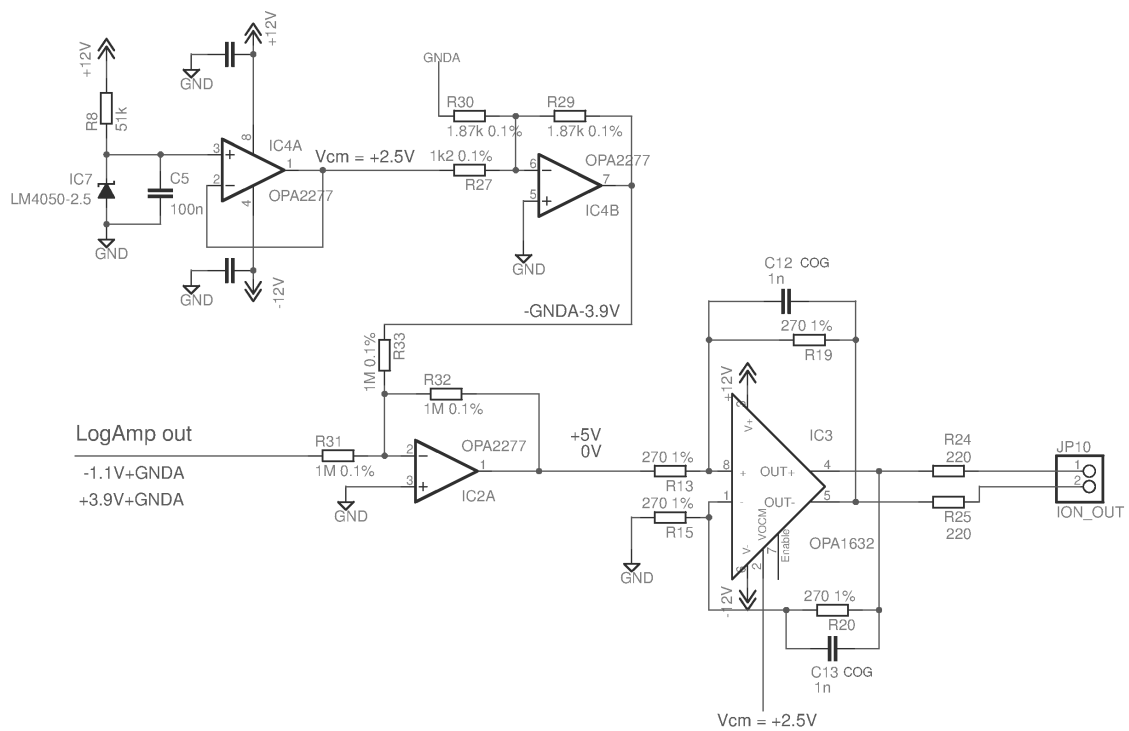 +12V
GND
+12V
R8
51k
IC7
LM4050-2.5
GND
C5
100n
3
+
2
−
8
4
IC4A
1
OPA2277
GND
-12V
Vcm = +2.5V
GNDA
R30
1.87k 0.1%
R29
1.87k 0.1%
1k2 0.1%
R27
6
−
5
+
OPA2277
7
IC4B
GND
-GNDA-3.9V
1M 0.1%
R33
R32
1M 0.1%
LogAmp out
-1.1V+GNDA
+3.9V+GNDA
R31
1M 0.1%
GND
2
−
3
+
OPA2277
1
IC2A
+5V
0V
270 1%
R13
270 1%
R15
GND
C12 COG
1n
270 1%
R19
+12V
V+
IC3
8
+
OUT+
4
1
-
OUT-
5
VOCM
V-
2
7
Enable
6
-12V
OPA1632
270 1%
R20
C13 COG
1n
Vcm = +2.5V
R24
220
R25
220
JP10
1
2
ION_OUT